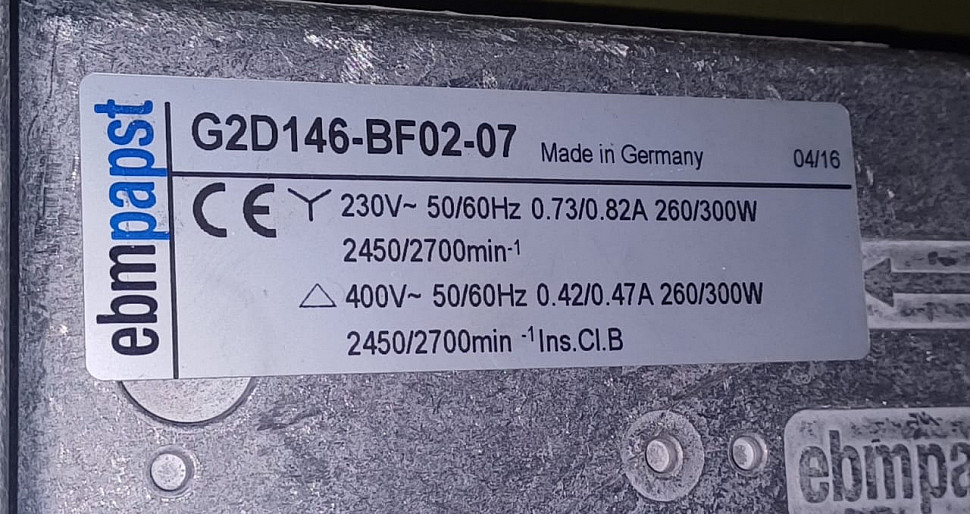 ebmpapst
G2D146-BF02-07 Made in Germany 04/16
CE Y 230V~ 50/60Hz 0.73/0.82A 260/300W
2450/2700min-1
△ 400V~ 50/60Hz 0.42/0.47A 260/300W
2450/2700min -1 Ins.Cl.B
ebmpa